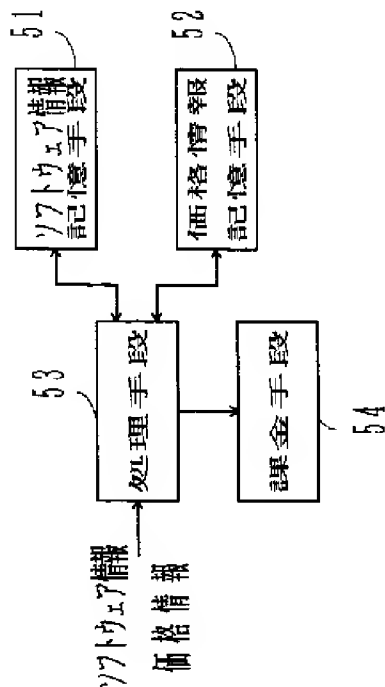 ソフトウェア情報
価格情報
53
処理手段
ソフトウェア情報
記憶手段
51
価格情報
記憶手段
52
課金手段
54